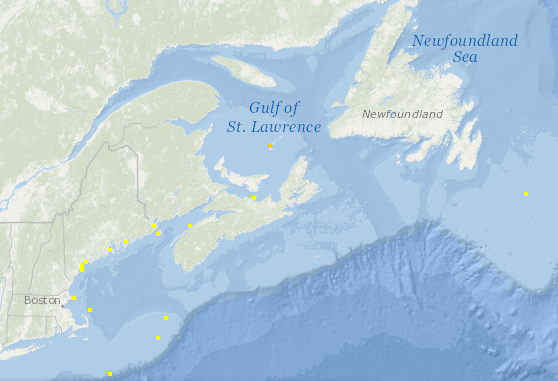 Newfoundland
Sea
Gulf of
St. Lawrence
Newfoundland
Boston